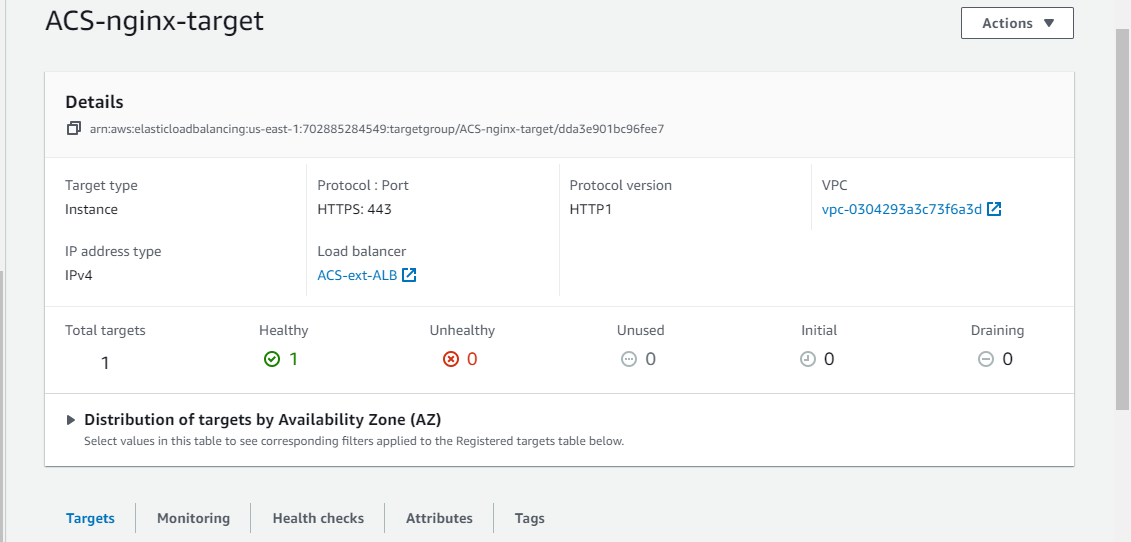 ACS-nginx-target
Actions
Details
arn:aws:elasticloadbalancing:us-east-1:702885284549:targetgroup/ACS-nginx-target/dda3e901bc96fee7
Target type
Instance
Protocol : Port
HTTPS: 443
Protocol version
HTTP1
VPC
vpc-0304293a3c73f6a3d
IP address type
IPv4
Load balancer
ACS-ext-ALB
Total targets
1
Healthy
1
Unhealthy
0
Unused
0
Initial
0
Draining
0
Distribution of targets by Availability Zone (AZ)
Select values in this table to see corresponding filters applied to the Registered targets table below.
Targets
Monitoring
Health checks
Attributes
Tags